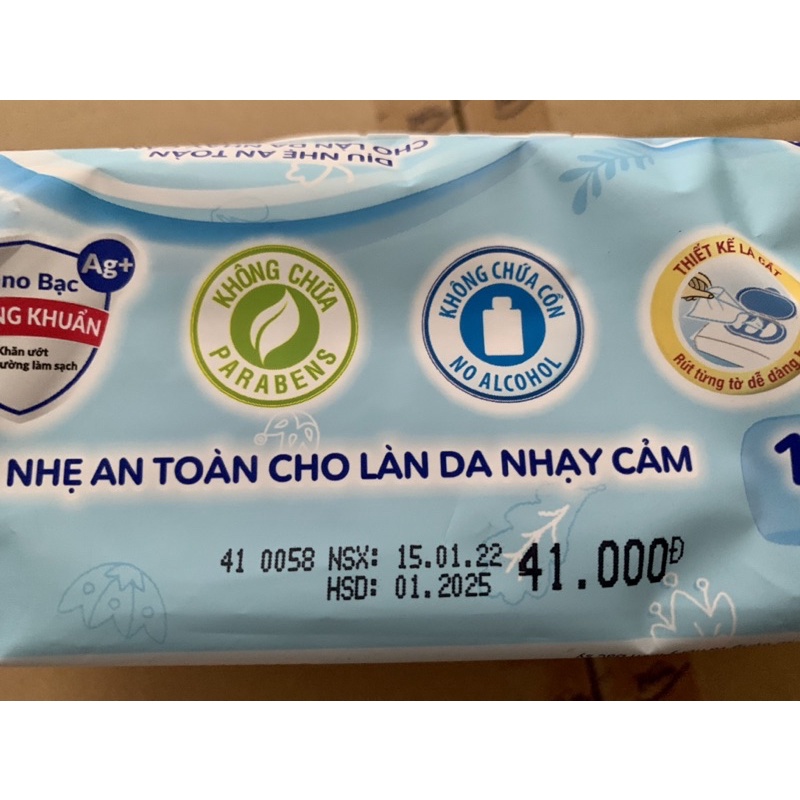 DỊU NHẸ AN TOÀN
CHO LÀN DA
Ag+
no Bạc
NG KHUẨN
Khăn ướt
ường làm sạch
KHÔNG CHỨA
PARABENS
KHÔNG CHỨA CỒN
NO ALCOHOL
THIẾT KẾ LÁ CẮT
Rút từng tờ dễ dàng
NHẸ AN TOÀN CHO LÀN DA NHẠY CẢM
41 0058 NSX: 15.01.22 41.000Đ
HSD: 01.2025